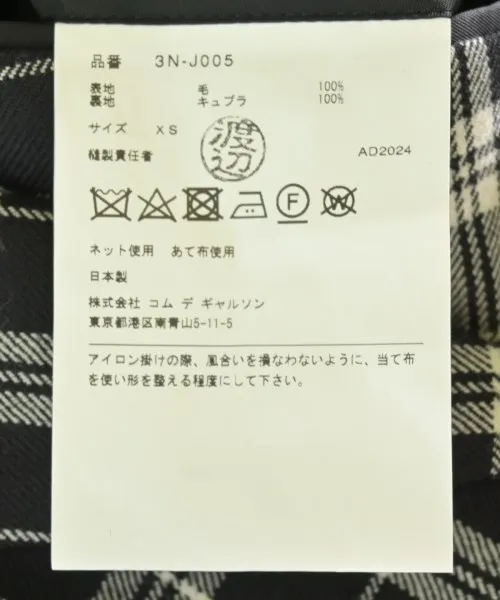 品番 3N-J005
表地 毛 100%
裏地 キュプラ 100%
サイズ XS
渡辺
縫製責任者
AD2024
F
W
ネット使用 あて布使用
日本製
株式会社 コム デ ギャルソン
東京都港区南青山5-11-5
アイロン掛けの際、風合いを損なわないように、当て布
を使い形を整える程度にして下さい。